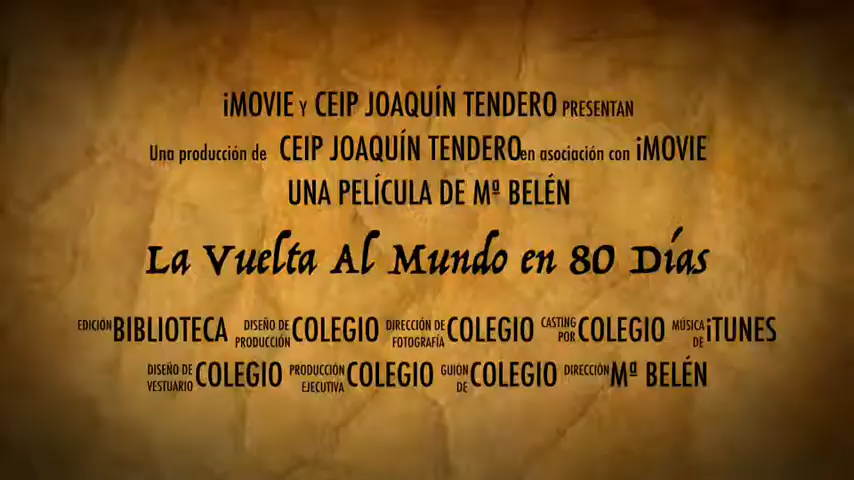 iMOVIE Y CEIP JOAQUÍN TENDERO PRESENTAN
Una producción de CEIP JOAQUÍN TENDERO en asociación con iMOVIE
UNA PELÍCULA DE Mª BELÉN
La Vuelta Al Mundo en 80 Días
EDICIÓN BIBLIOTECA DISEÑO DE PRODUCCIÓN COLEGIO DIRECCIÓN DE FOTOGRAFÍA COLEGIO CASTING POR COLEGIO MÚSICA DE iTUNES
DISEÑO DE VESTUARIO COLEGIO PRODUCCIÓN EJECUTIVA COLEGIO GUIÓN DE COLEGIO DIRECCIÓN Mª BELÉN